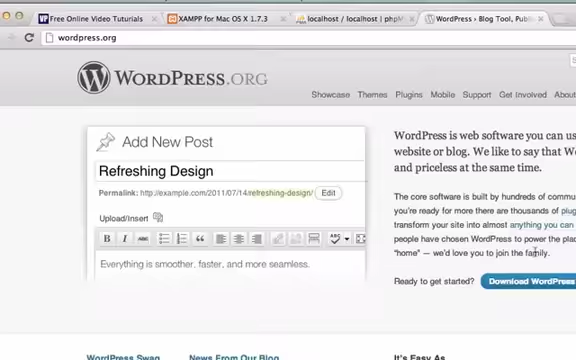 Free Online Video Tutorials
XAMPP for Mac OS X 1.7.3
localhost / localhost | phpM
WordPress › Blog Tool, Publ
wordpress.org
WORDPRESS.ORG
Showcase Themes Plugins Mobile Support Get Involved About
Add New Post
Refreshing Design
Permalink: http://example.com/2011/07/14/refreshing-design/ Edit
Upload/Insert
B I ABC
ABC
Everything is smoother, faster, and more seamless.
WordPress is web software you can us
website or blog. We like to say that W
and priceless at the same time.
The core software is built by hundreds of commu
you're ready for more there are thousands of plug
transform your site into almost anything you can
people have chosen WordPress to power the plac
"home" — we'd love you to join the family.
Ready to get started? Download WordPress
WordPress Swag
News From Our Blog
It's Easy As